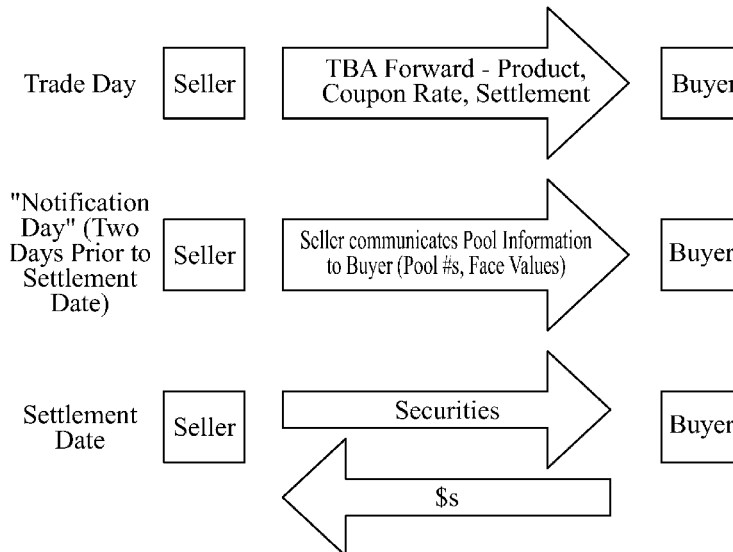 Trade Day
Seller
TBA Forward - Product,
Coupon Rate, Settlement
Buyer
"Notification
Day" (Two
Days Prior to
Settlement
Date)
Seller
Seller communicates Pool Information
to Buyer (Pool #s, Face Values)
Buyer
Settlement
Date
Seller
Securities
Buyer
$s